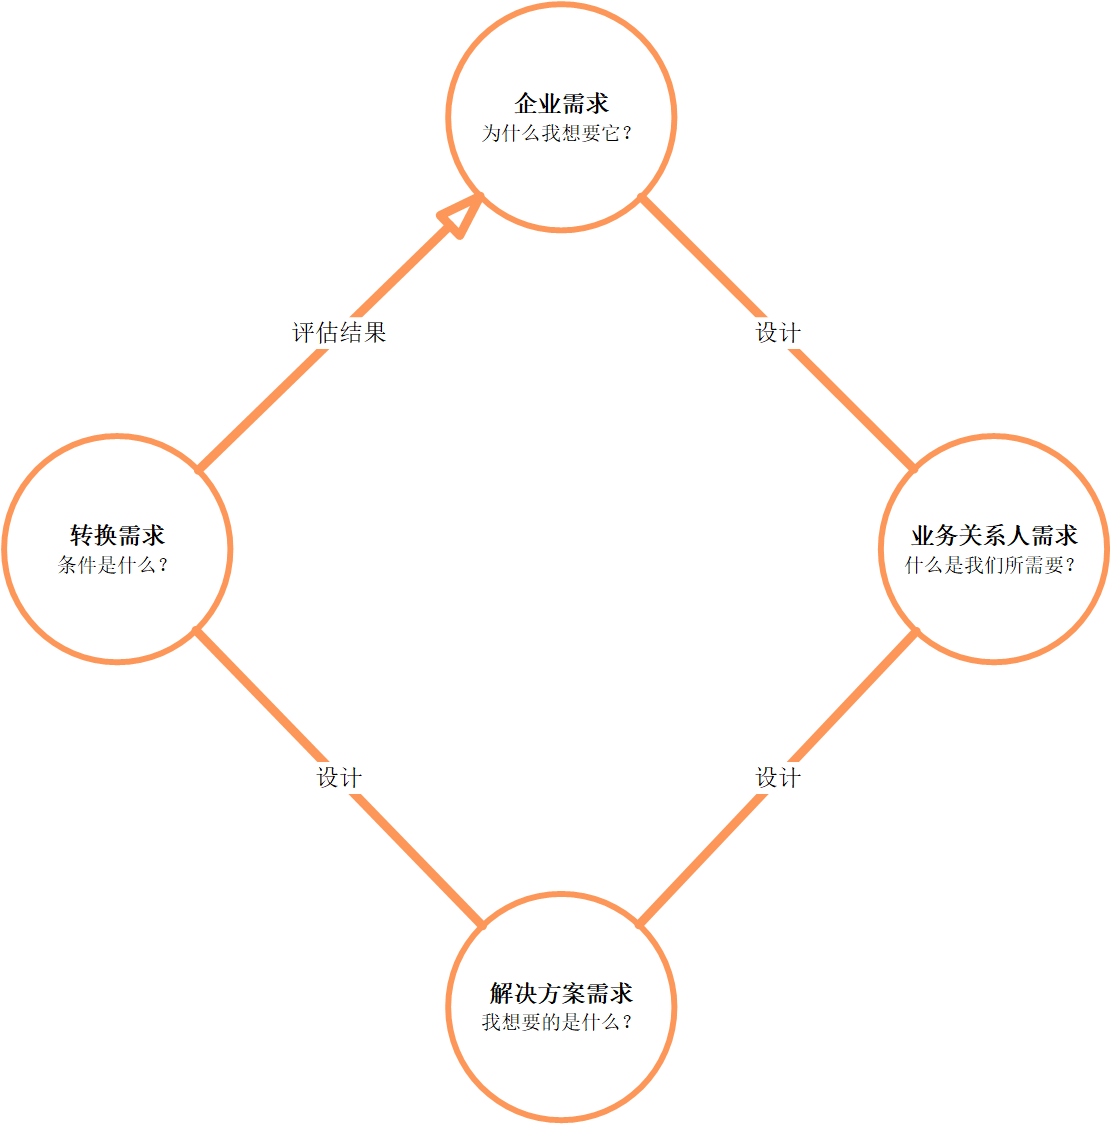 企业需求
为什么我想要它？
评估结果
设计
转换需求
条件是什么？
业务关系人需求
什么是我们所需要？
设计
设计
解决方案需求
我想要的是什么？